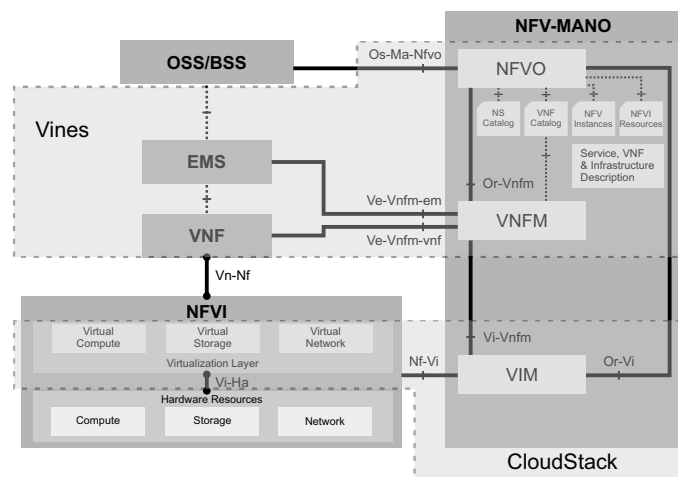 NFV-MANO
OSS/BSS
Os-Ma-Nfvo
NFVO
Vines
NS
Catalog
VNF
Catalog
NFV
Instances
NFVI
Resources
EMS
Service, VNF
& Infrastructure
Description
Or-Vnfm
Ve-Vnfm-em
VNFM
VNF
Ve-Vnfm-vnf
Vn-Nf
NFVI
Virtual
Compute
Virtual
Storage
Virtual
Network
Virtualization Layer
Vi-Vnfm
Nf-Vi
VIM
Or-Vi
Vi-Ha
Hardware Resources
Compute
Storage
Network
CloudStack